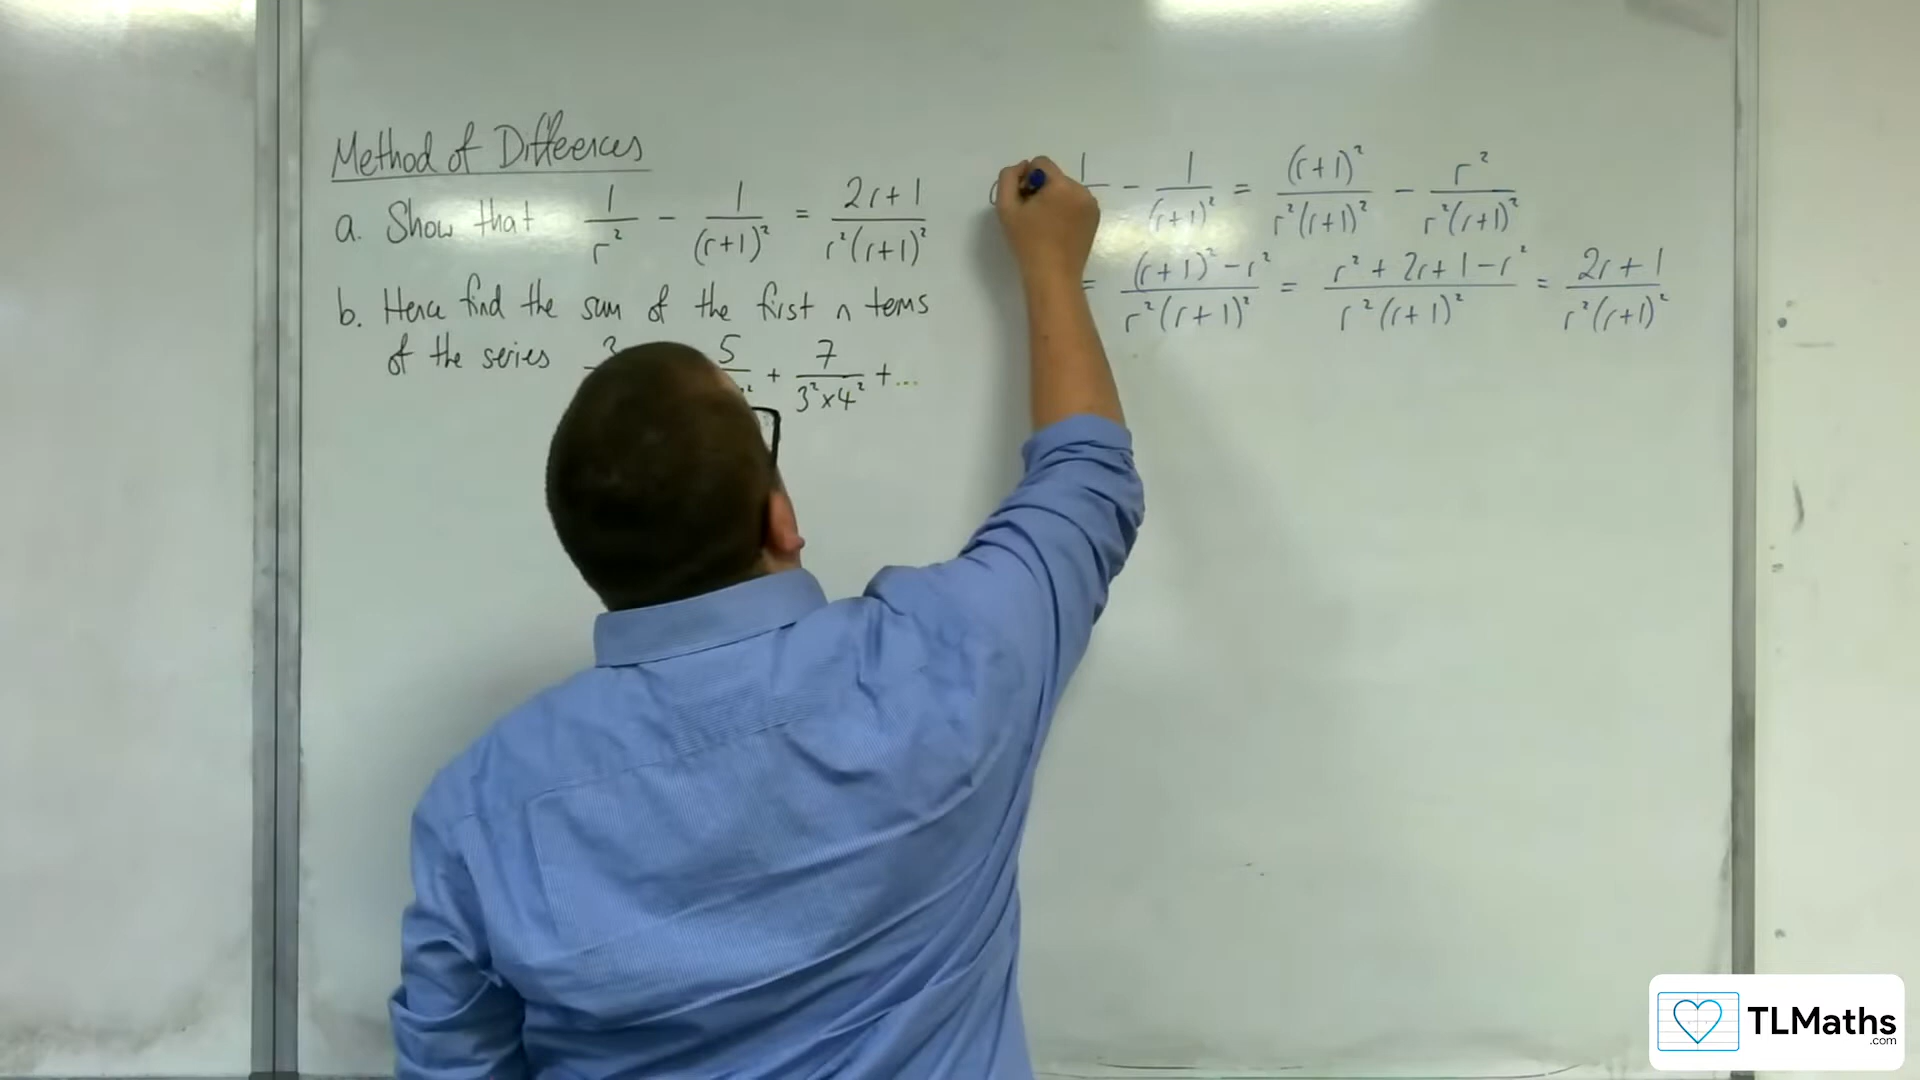 Method of Differences
a. Show that 1/r² - 1/(r+1)² = 2r+1/r²(r+1)²
b. Hence find the sum of the first n terms
of the series 5 + 7/3²×4² + ...
1 - 1/(r+1)² = (r+1)²/r²(r+1)² - r²/r²(r+1)²
= (r+1)²-r²/r²(r+1)² = r²+2r+1-r²/r²(r+1)² = 2r+1/r²(r+1)²
TLMaths
.com